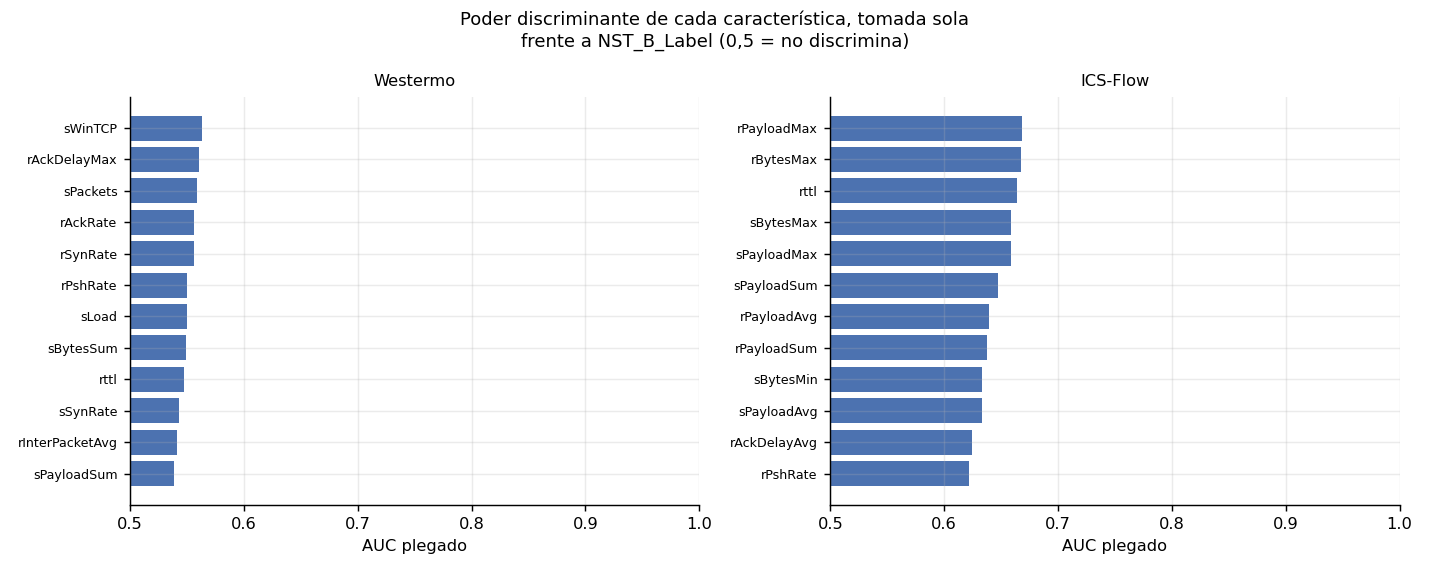 Poder discriminante de cada característica, tomada sola
frente a NST_B_Label (0,5 = no discrimina)
Westermo
sWinTCP
rAckDelayMax
sPackets
rAckRate
rSynRate
rPshRate
sLoad
sBytesSum
rttl
sSynRate
rInterPacketAvg
sPayloadSum
0.5 0.6 0.7 0.8 0.9 1.0
AUC plegado
ICS-Flow
rPayloadMax
rBytesMax
rttl
sBytesMax
sPayloadMax
sPayloadSum
rPayloadAvg
rPayloadSum
sBytesMin
sPayloadAvg
rAckDelayAvg
rPshRate
0.5 0.6 0.7 0.8 0.9 1.0
AUC plegado